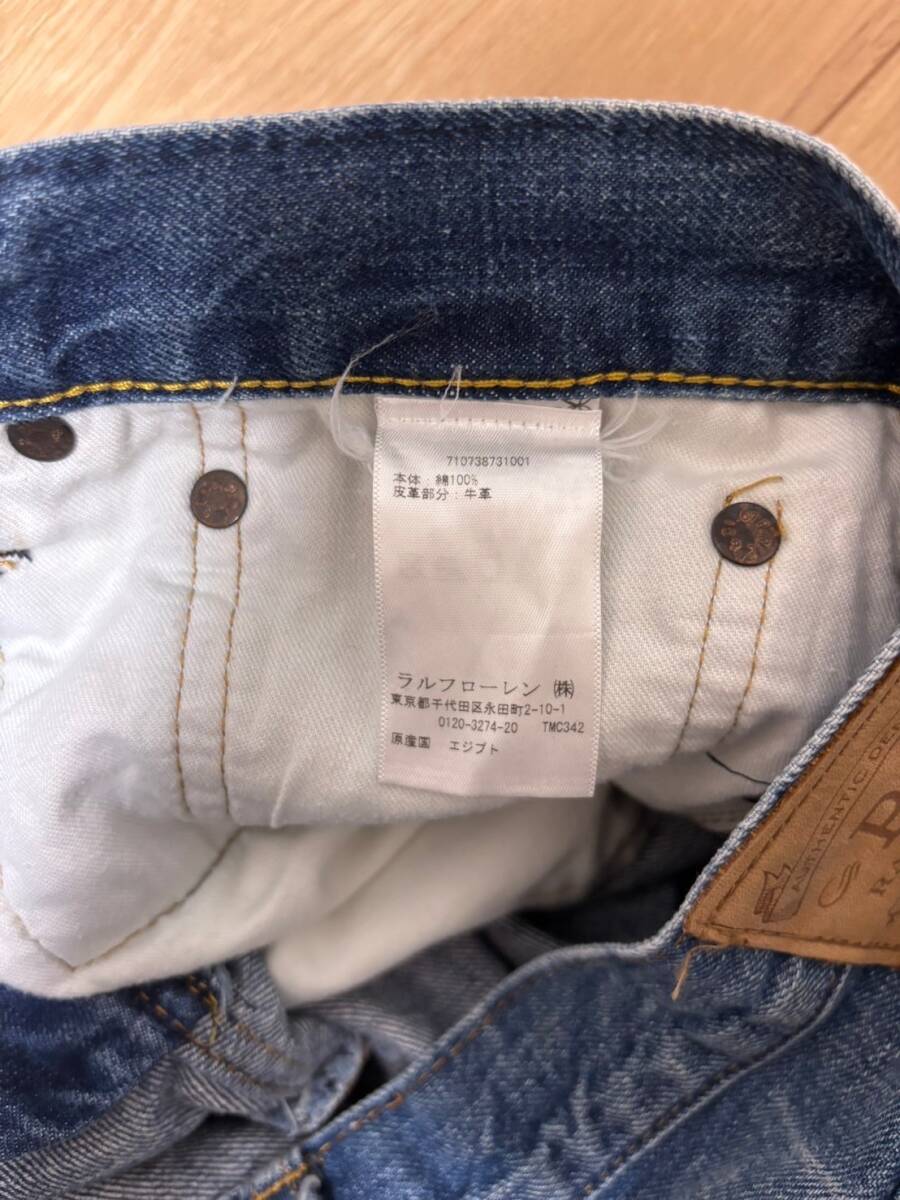 710738731001
本体：綿100%
皮革部分：牛革
ラルフローレン ㈱
東京都千代田区永田町2-10-1
0120-3274-20 TMC342
原産国 エジプト
AUTHENTIC